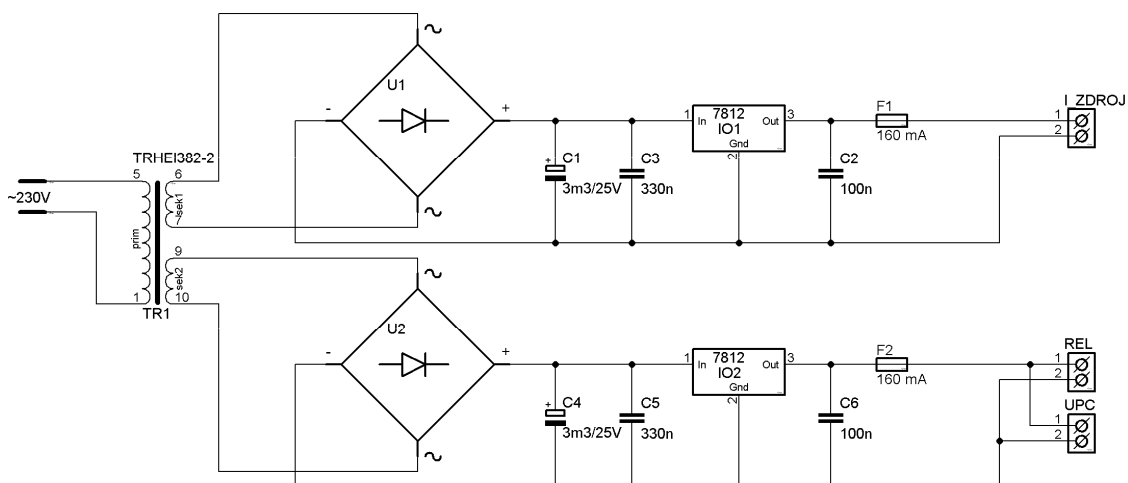 U1
- +
1 In 7812 Out 3
IO1
Gnd
2
F1
160 mA
I_ZDROJ
1
2
+ C1
3m3/25V
C3
330n
C2
100n
TRHEI382-2
5 6
~230V
prim
sek1
7
9
sek2
1 10
TR1
U2
- +
1 In 7812 Out 3
IO2
Gnd
2
F2
160 mA
REL
1
2
UPC
1
2
+ C4
3m3/25V
C5
330n
C6
100n